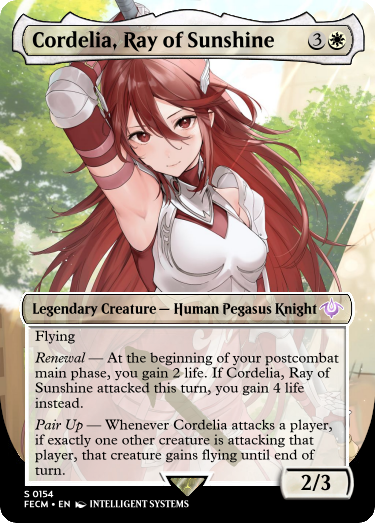 Cordelia, Ray of Sunshine 3
Legendary Creature — Human Pegasus Knight
Flying
Renewal — At the beginning of your postcombat
main phase, you gain 2 life. If Cordelia, Ray of
Sunshine attacked this turn, you gain 4 life
instead.
Pair Up — Whenever Cordelia attacks a player,
if exactly one other creature is attacking that
player, that creature gains flying until end of
turn.
2/3
S 0154
FECM • EN INTELLIGENT SYSTEMS